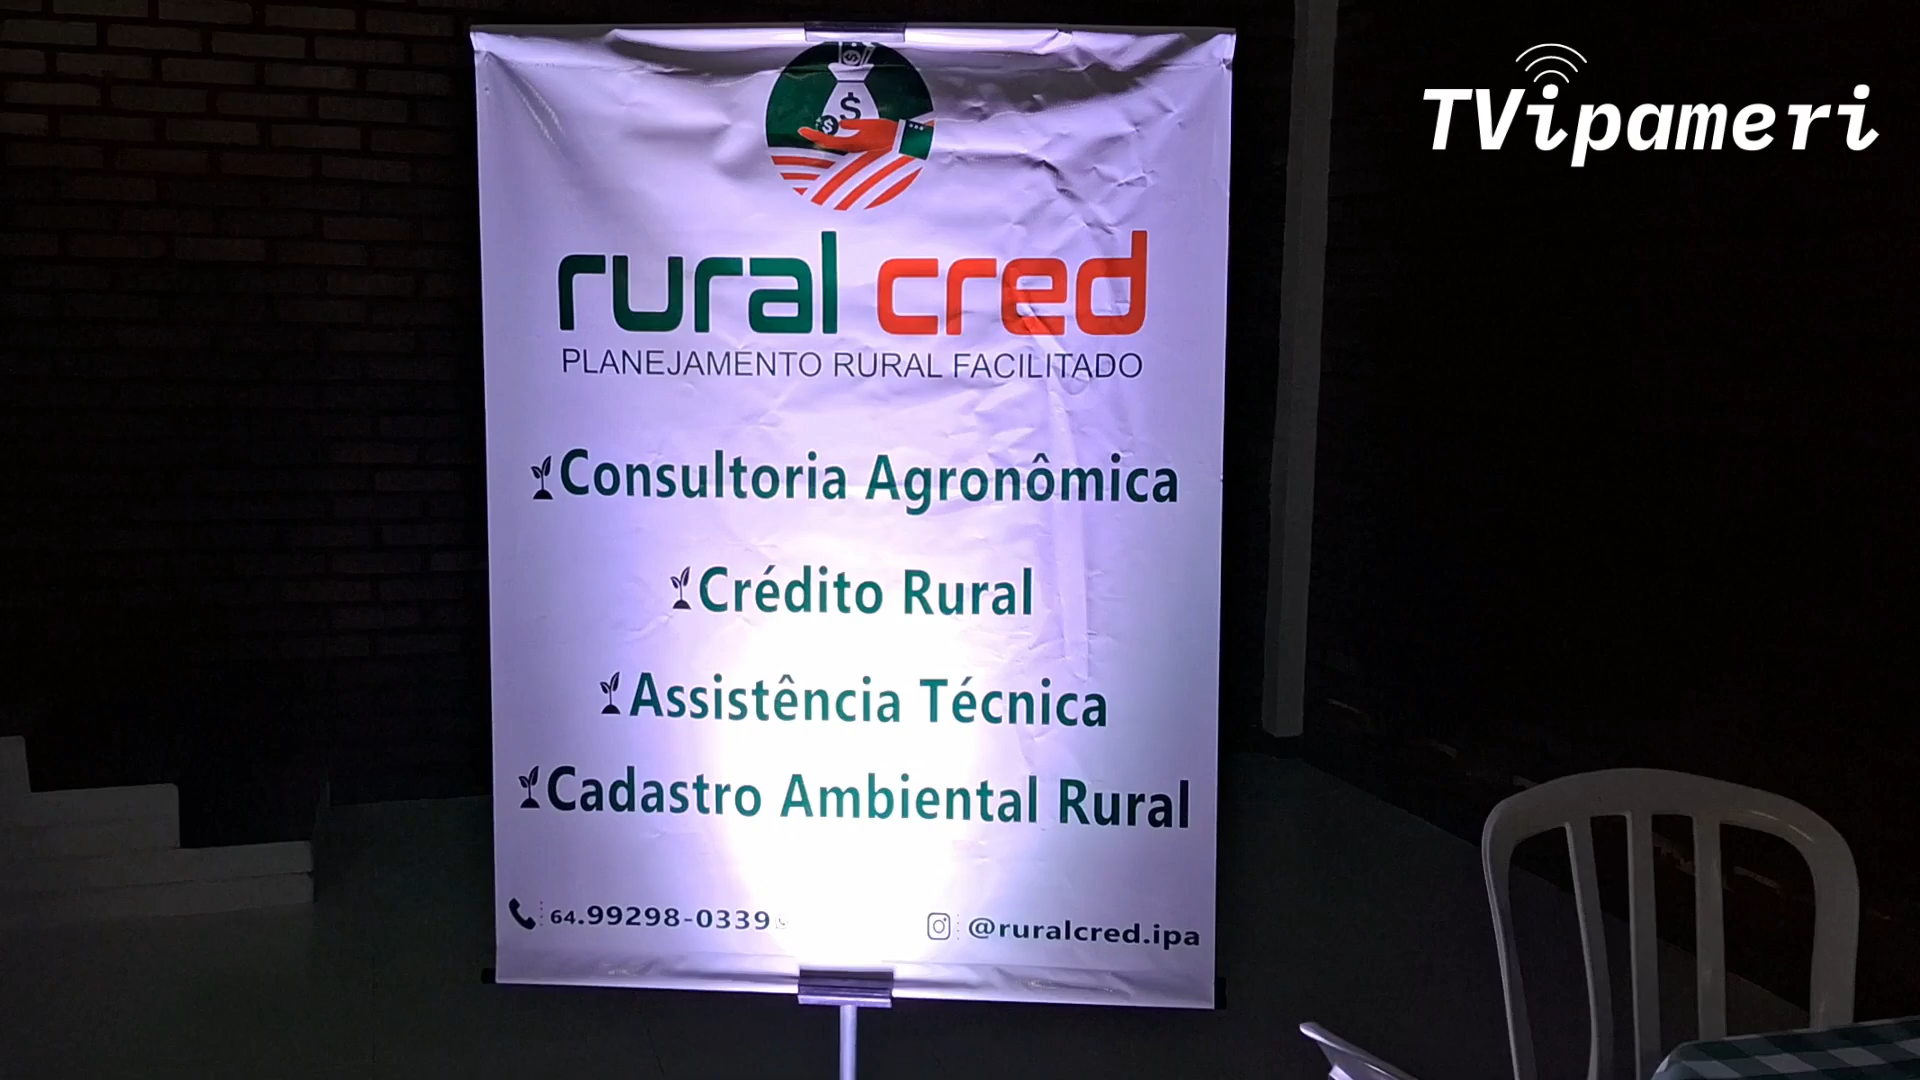 TVipameri
rural cred
PLANEJAMENTO RURAL FACILITADO
Consultoria Agronômica
Crédito Rural
Assistência Técnica
Cadastro Ambiental Rural
64.99298-0339
@ruralcred.ipa